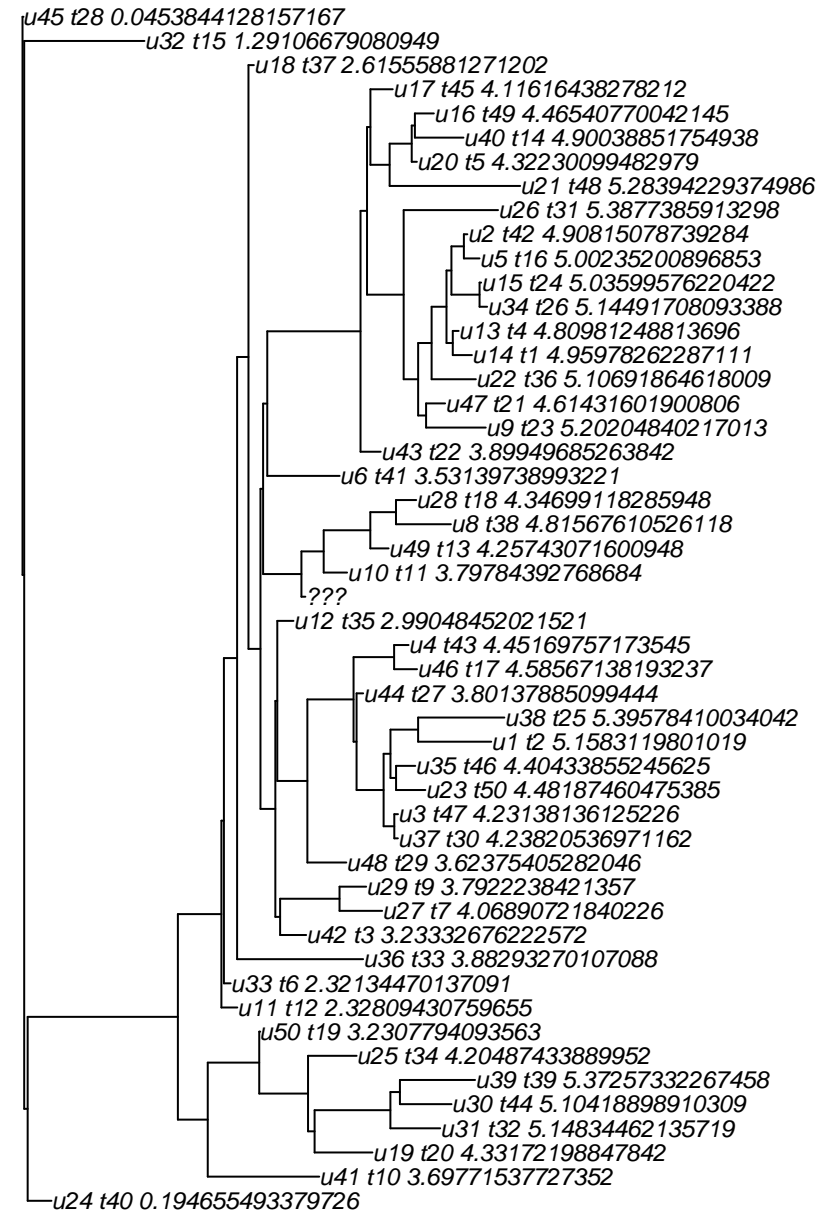 u45 t28 0.0453844128157167
u32 t15 1.29106679080949
u18 t37 2.61555881271202
u17 t45 4.11616438278212
u16 t49 4.46540770042145
u40 t14 4.90038851754938
u20 t5 4.32230099482979
u21 t48 5.28394229374986
u26 t31 5.3877385913298
u2 t42 4.90815078739284
u5 t16 5.00235200896853
u15 t24 5.03599576220422
u34 t26 5.14491708093388
u13 t4 4.80981248813696
u14 t1 4.95978262287111
u22 t36 5.10691864618009
u47 t21 4.61431601900806
u9 t23 5.20204840217013
u43 t22 3.89949685263842
u6 t41 3.53139738993221
u28 t18 4.34699118285948
u8 t38 4.81567610526118
u49 t13 4.25743071600948
u10 t11 3.79784392768684
???
u12 t35 2.99048452021521
u4 t43 4.45169757173545
u46 t17 4.58567138193237
u44 t27 3.80137885099444
u38 t25 5.39578410034042
u1 t2 5.1583119801019
u35 t46 4.40433855245625
u23 t50 4.48187460475385
u3 t47 4.23138136125226
u37 t30 4.23820536971162
u48 t29 3.62375405282046
u29 t9 3.7922238421357
u27 t7 4.06890721840226
u42 t3 3.23332676222572
u36 t33 3.88293270107088
u33 t6 2.32134470137091
u11 t12 2.32809430759655
u50 t19 3.2307794093563
u25 t34 4.20487433889952
u39 t39 5.37257332267458
u30 t44 5.10418898910309
u31 t32 5.14834462135719
u19 t20 4.33172198847842
u41 t10 3.69771537727352
u24 t40 0.194655493379726